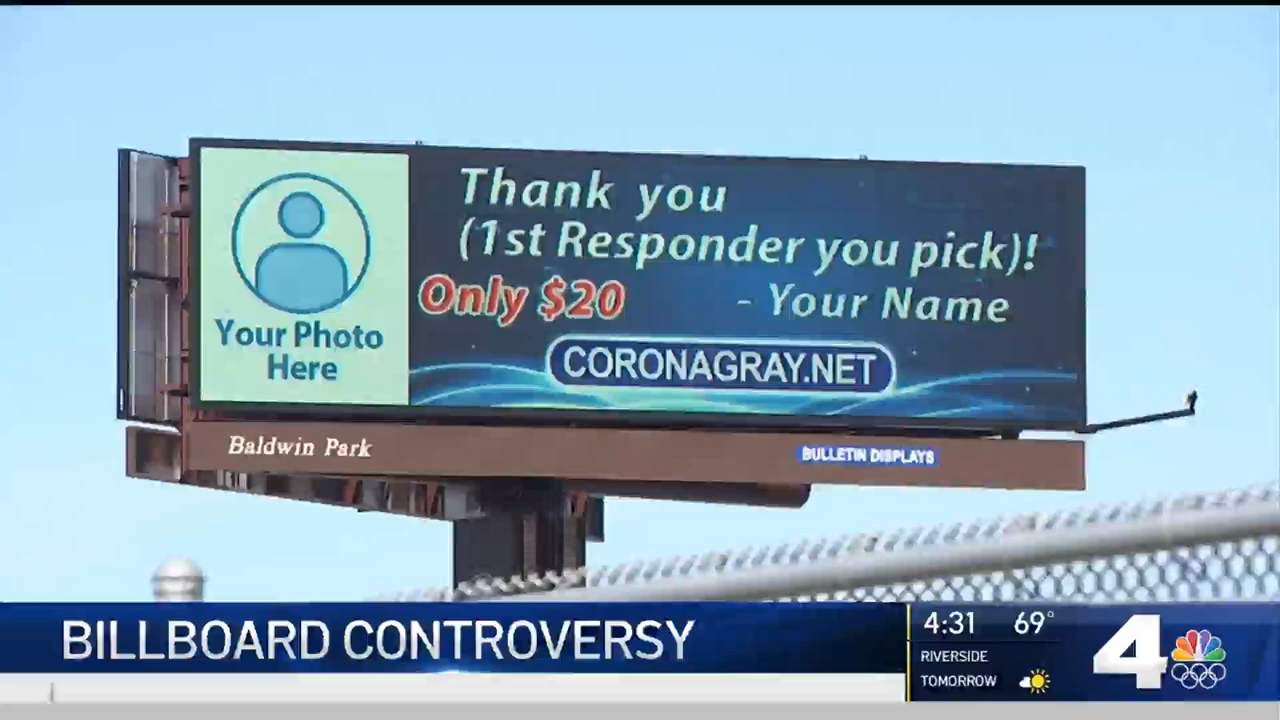 Your Photo
Here
Thank you
(1st Responder you pick)!
Only $20
- Your Name
CORONAGRAY.NET
Baldwin Park
BULLETIN DISPLAYS
BILLBOARD CONTROVERSY
4:31 69°
RIVERSIDE
TOMORROW
4